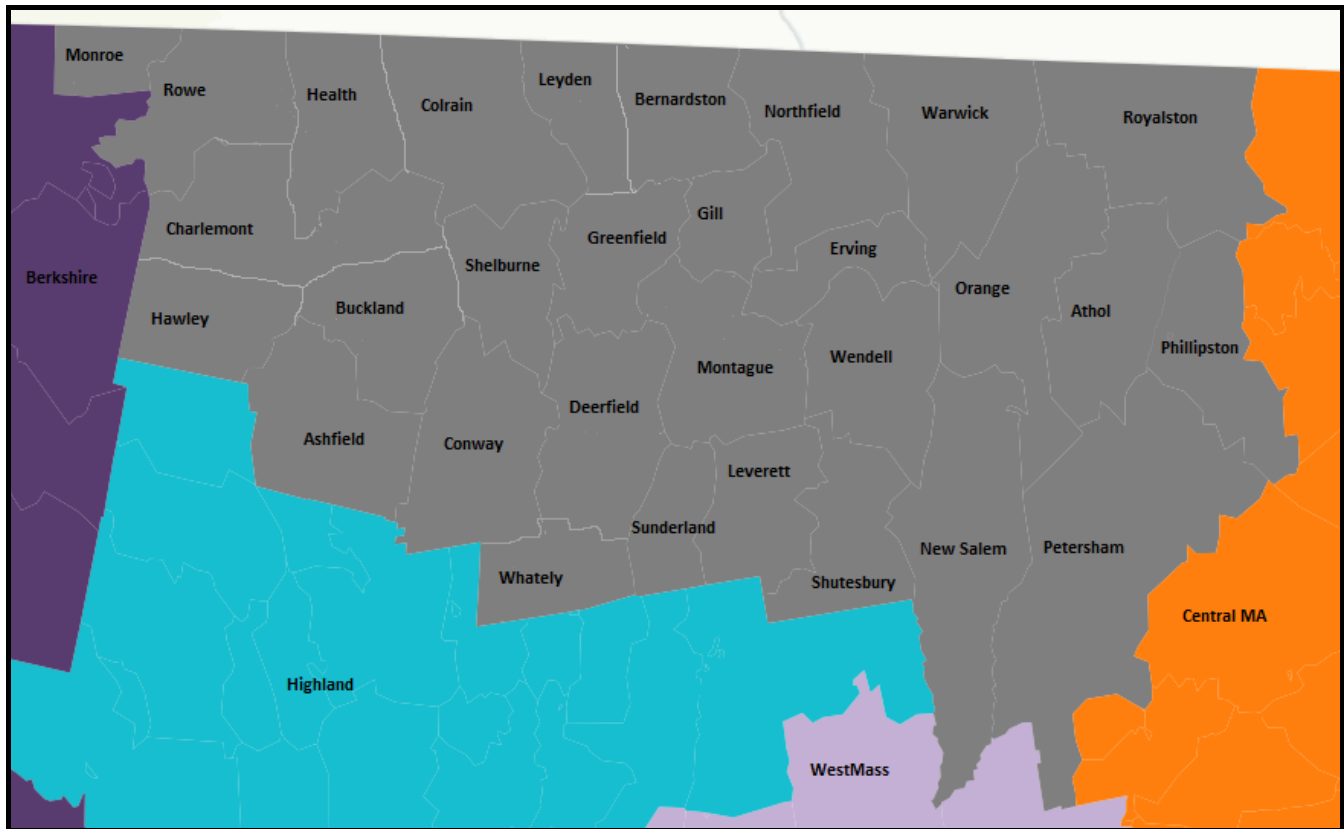 Monroe
Rowe
Health
Colrain
Leyden
Bernardston
Northfield
Warwick
Royalston
Charlemont
Shelburne
Greenfield
Gill
Erving
Berkshire
Hawley
Buckland
Orange
Athol
Phillipston
Montague
Wendell
Deerfield
Ashfield
Conway
Leverett
Sunderland
New Salem
Petersham
Whately
Shutesbury
Central MA
Highland
WestMass